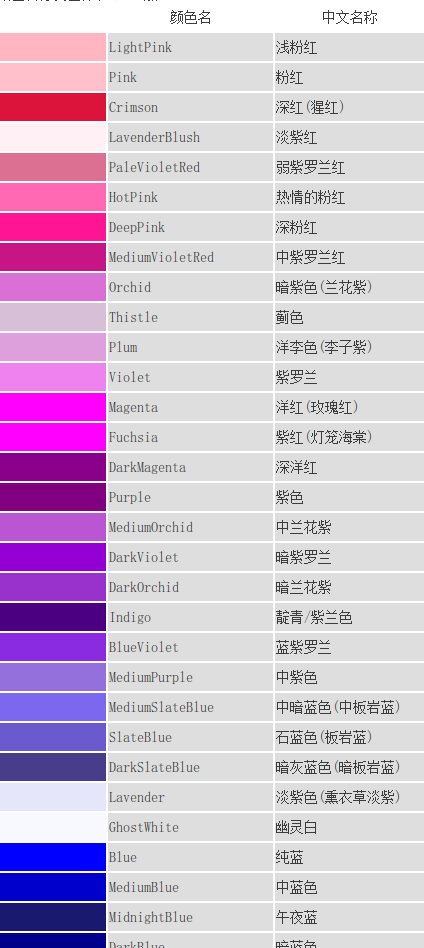 颜色名 中文名称
LightPink 浅粉红
Pink 粉红
Crimson 深红(猩红)
LavenderBlush 淡紫红
PaleVioletRed 弱紫罗兰红
HotPink 热情的粉红
DeepPink 深粉红
MediumVioletRed 中紫罗兰红
Orchid 暗紫色(兰花紫)
Thistle 蓟色
Plum 洋李色(李子紫)
Violet 紫罗兰
Magenta 洋红(玫瑰红)
Fuchsia 紫红(灯笼海棠)
DarkMagenta 深洋红
Purple 紫色
MediumOrchid 中兰花紫
DarkViolet 暗紫罗兰
DarkOrchid 暗兰花紫
Indigo 靛青/紫兰色
BlueViolet 蓝紫罗兰
MediumPurple 中紫色
MediumSlateBlue 中暗蓝色(中板岩蓝)
SlateBlue 石蓝色(板岩蓝)
DarkSlateBlue 暗灰蓝色(暗板岩蓝)
Lavender 淡紫色(熏衣草淡紫)
GhostWhite 幽灵白
Blue 纯蓝
MediumBlue 中蓝色
MidnightBlue 午夜蓝
DarkBlue 暗蓝色